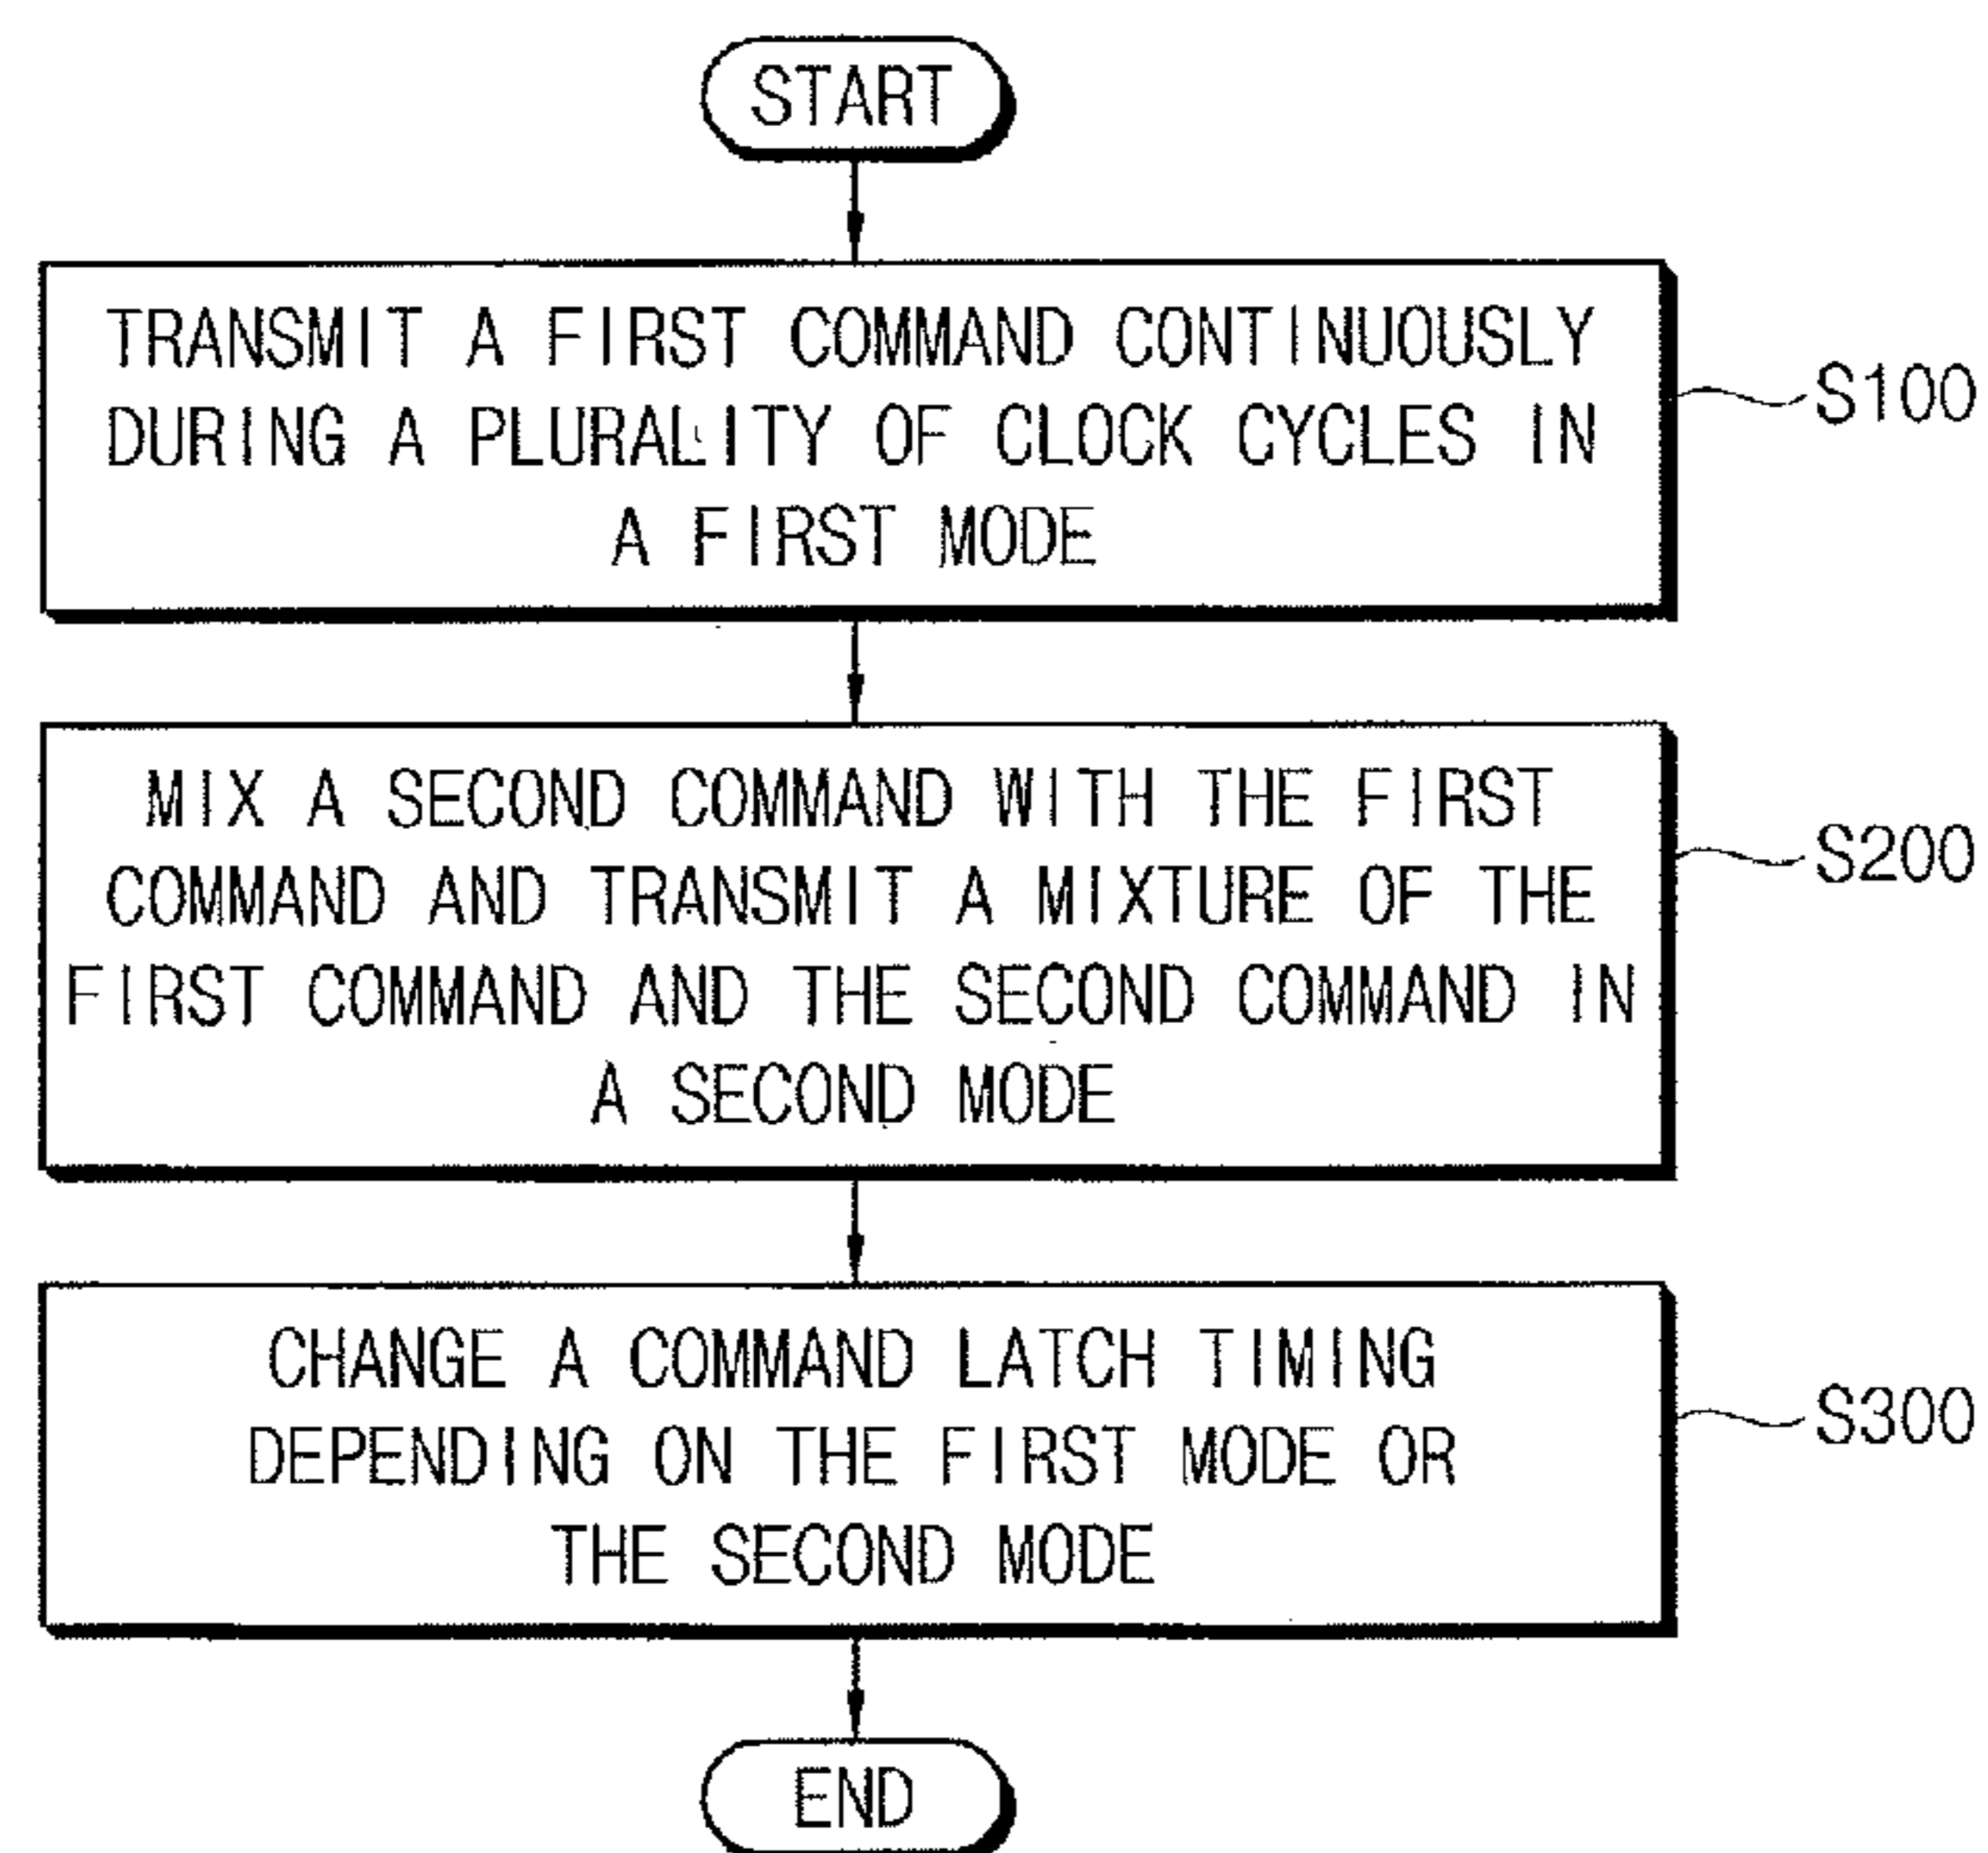 START
TRANSMIT A FIRST COMMAND CONTINUOUSLY
DURING A PLURALITY OF CLOCK CYCLES IN
A FIRST MODE
S100
MIX A SECOND COMMAND WITH THE FIRST
COMMAND AND TRANSMIT A MIXTURE OF THE
FIRST COMMAND AND THE SECOND COMMAND IN
A SECOND MODE
S200
CHANGE A COMMAND LATCH TIMING
DEPENDING ON THE FIRST MODE OR
THE SECOND MODE
S300
END